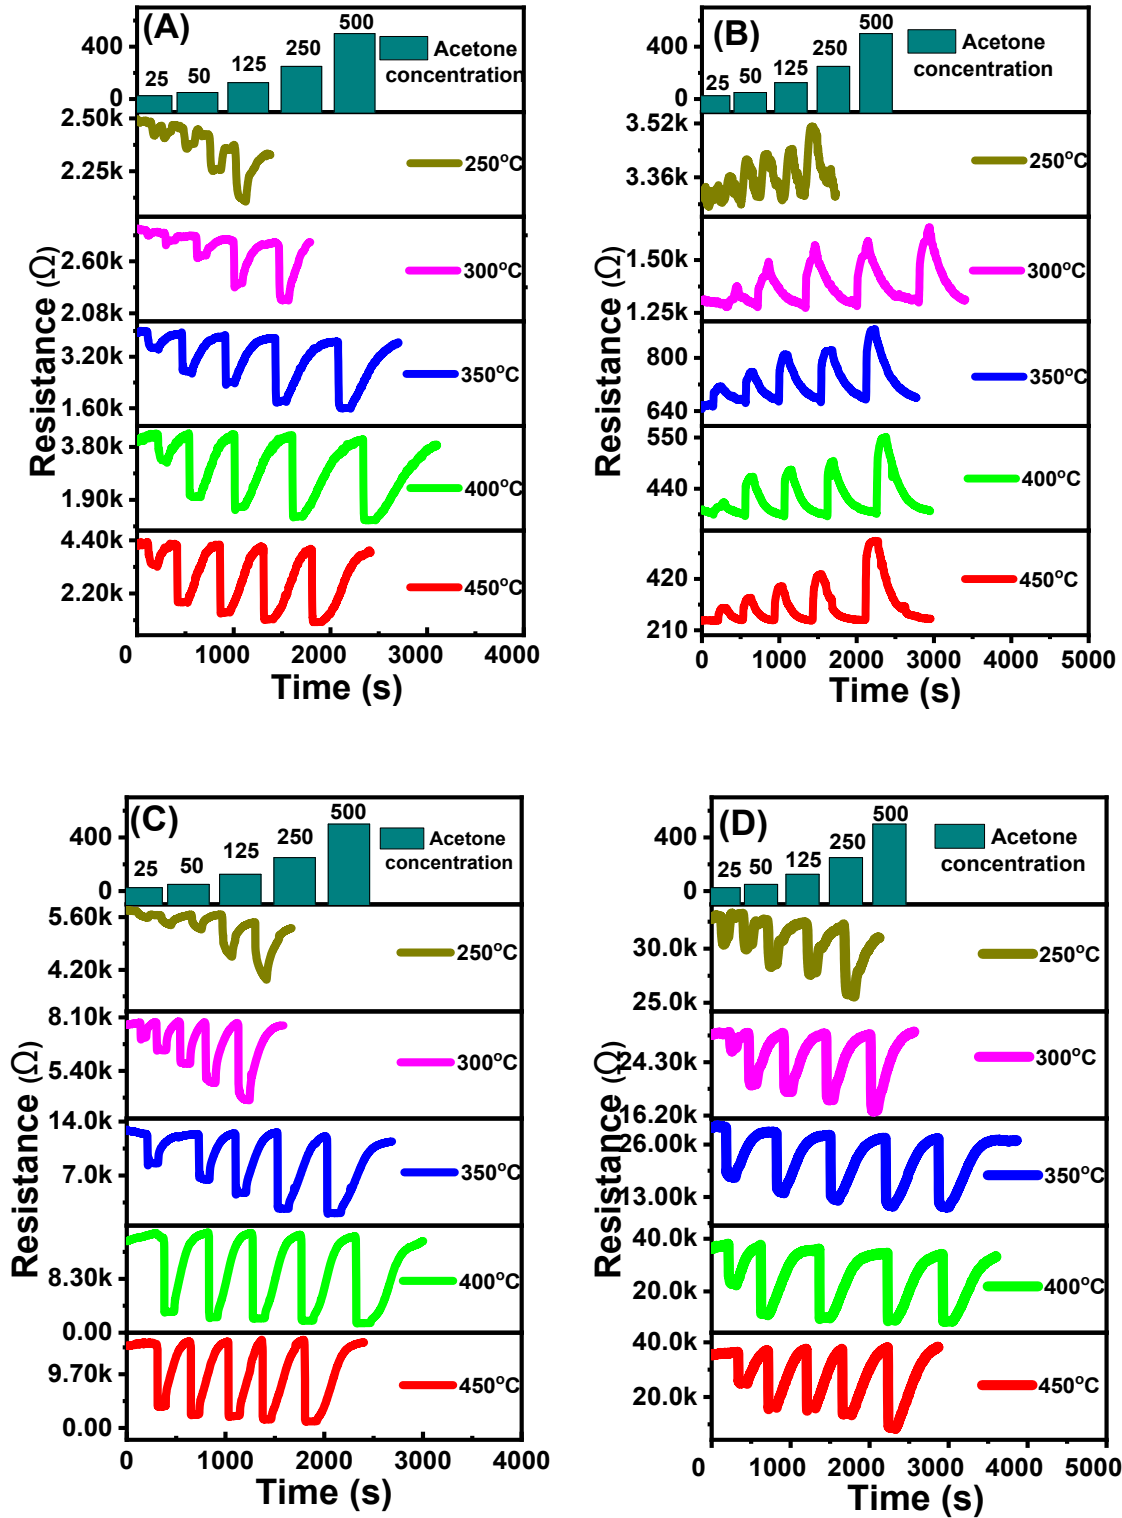 (A)
500
400
250
125
50
25
0
Acetone
concentration
2.50k
2.25k
250°C
2.60k
2.08k
300°C
3.20k
1.60k
350°C
3.80k
1.90k
400°C
4.40k
2.20k
450°C
Resistance (Ω)
0 1000 2000 3000 4000
Time (s)
(B)
500
400
250
125
50
25
0
Acetone
concentration
3.52k
3.36k
250°C
1.50k
1.25k
300°C
800
640
350°C
550
440
400°C
420
210
450°C
Resistance (Ω)
0 1000 2000 3000 4000 5000
Time (s)
(C)
500
400
250
125
50
25
0
Acetone
concentration
5.60k
4.20k
250°C
8.10k
5.40k
300°C
14.0k
7.0k
350°C
8.30k
0.00
400°C
9.70k
0.00
450°C
Resistance (Ω)
0 1000 2000 3000 4000
Time (s)
(D)
500
400
250
125
50
25
0
Acetone
concentration
30.0k
25.0k
250°C
24.30k
16.20k
300°C
26.00k
13.00k
350°C
40.0k
20.0k
400°C
40.0k
20.0k
450°C
Resistance (Ω)
0 1000 2000 3000 4000 5000
Time (s)